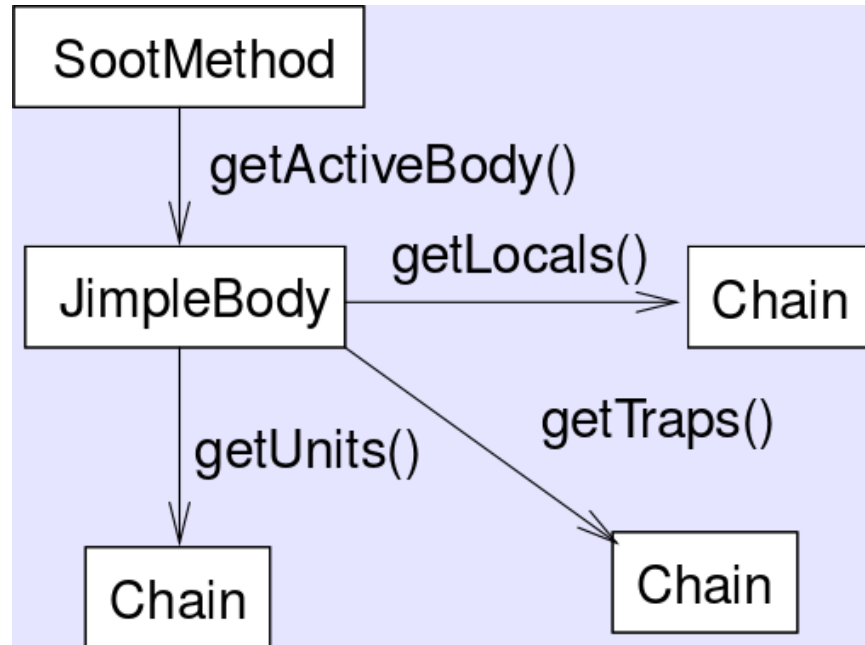 SootMethod
getActiveBody()
getLocals()
JimpleBody
Chain
getTraps()
getUnits()
Chain
Chain